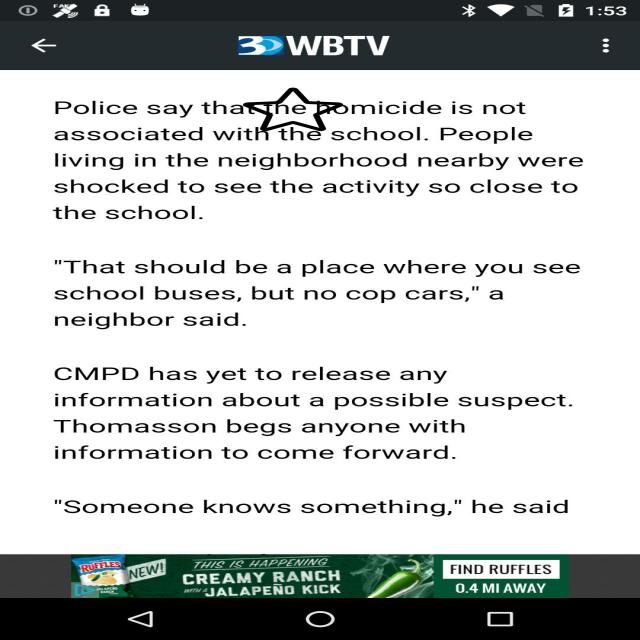 1:53
3D WBTV
Police say that the homicide is not
associated with the school. People
living in the neighborhood nearby were
shocked to see the activity so close to
the school.
"That should be a place where you see
school buses, but no cop cars," a
neighbor said.
CMPD has yet to release any
information about a possible suspect.
Thomasson begs anyone with
information to come forward.
"Someone knows something," he said
RUFFLES
NEW!
THIS IS HAPPENING
CREAMY RANCH
WITH A JALAPEÑO KICK
FIND RUFFLES
0.4 MI AWAY